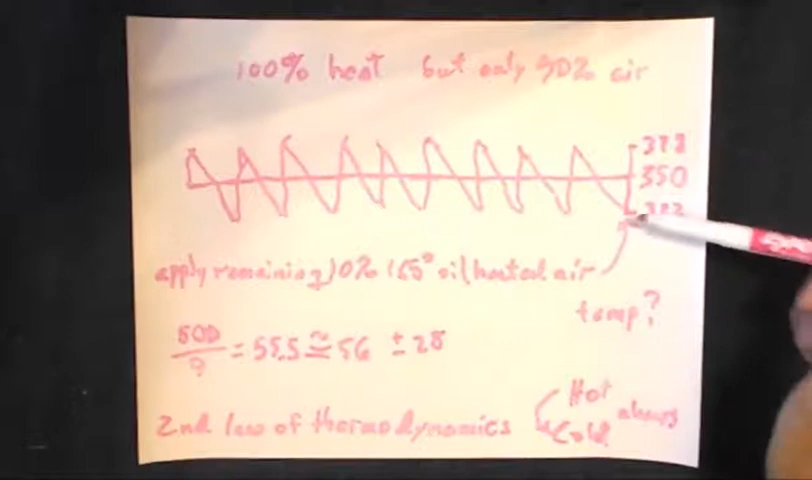 100% heat but only 90% air
378
350
322
apply remaining 10% 165° oil heated air
temp?
500/9 = 55.5 ≅ 56 ± 28
2nd law of thermodynamics Hot always
Cold